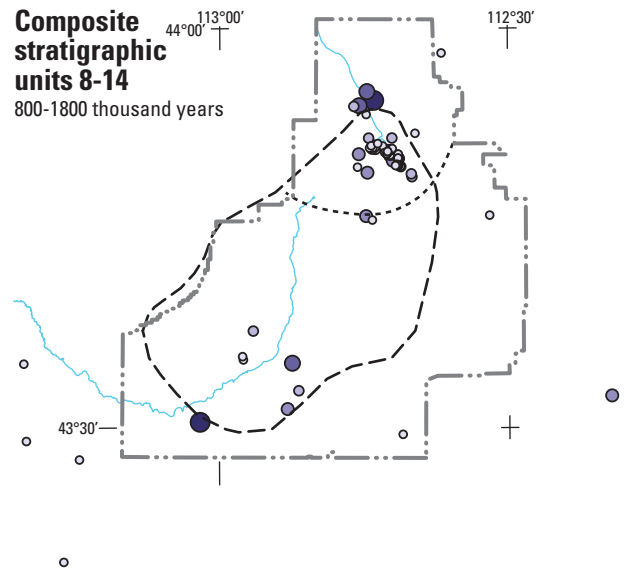 Composite
stratigraphic
units 8-14
800-1800 thousand years
113°00′
44°00′
112°30′
43°30′